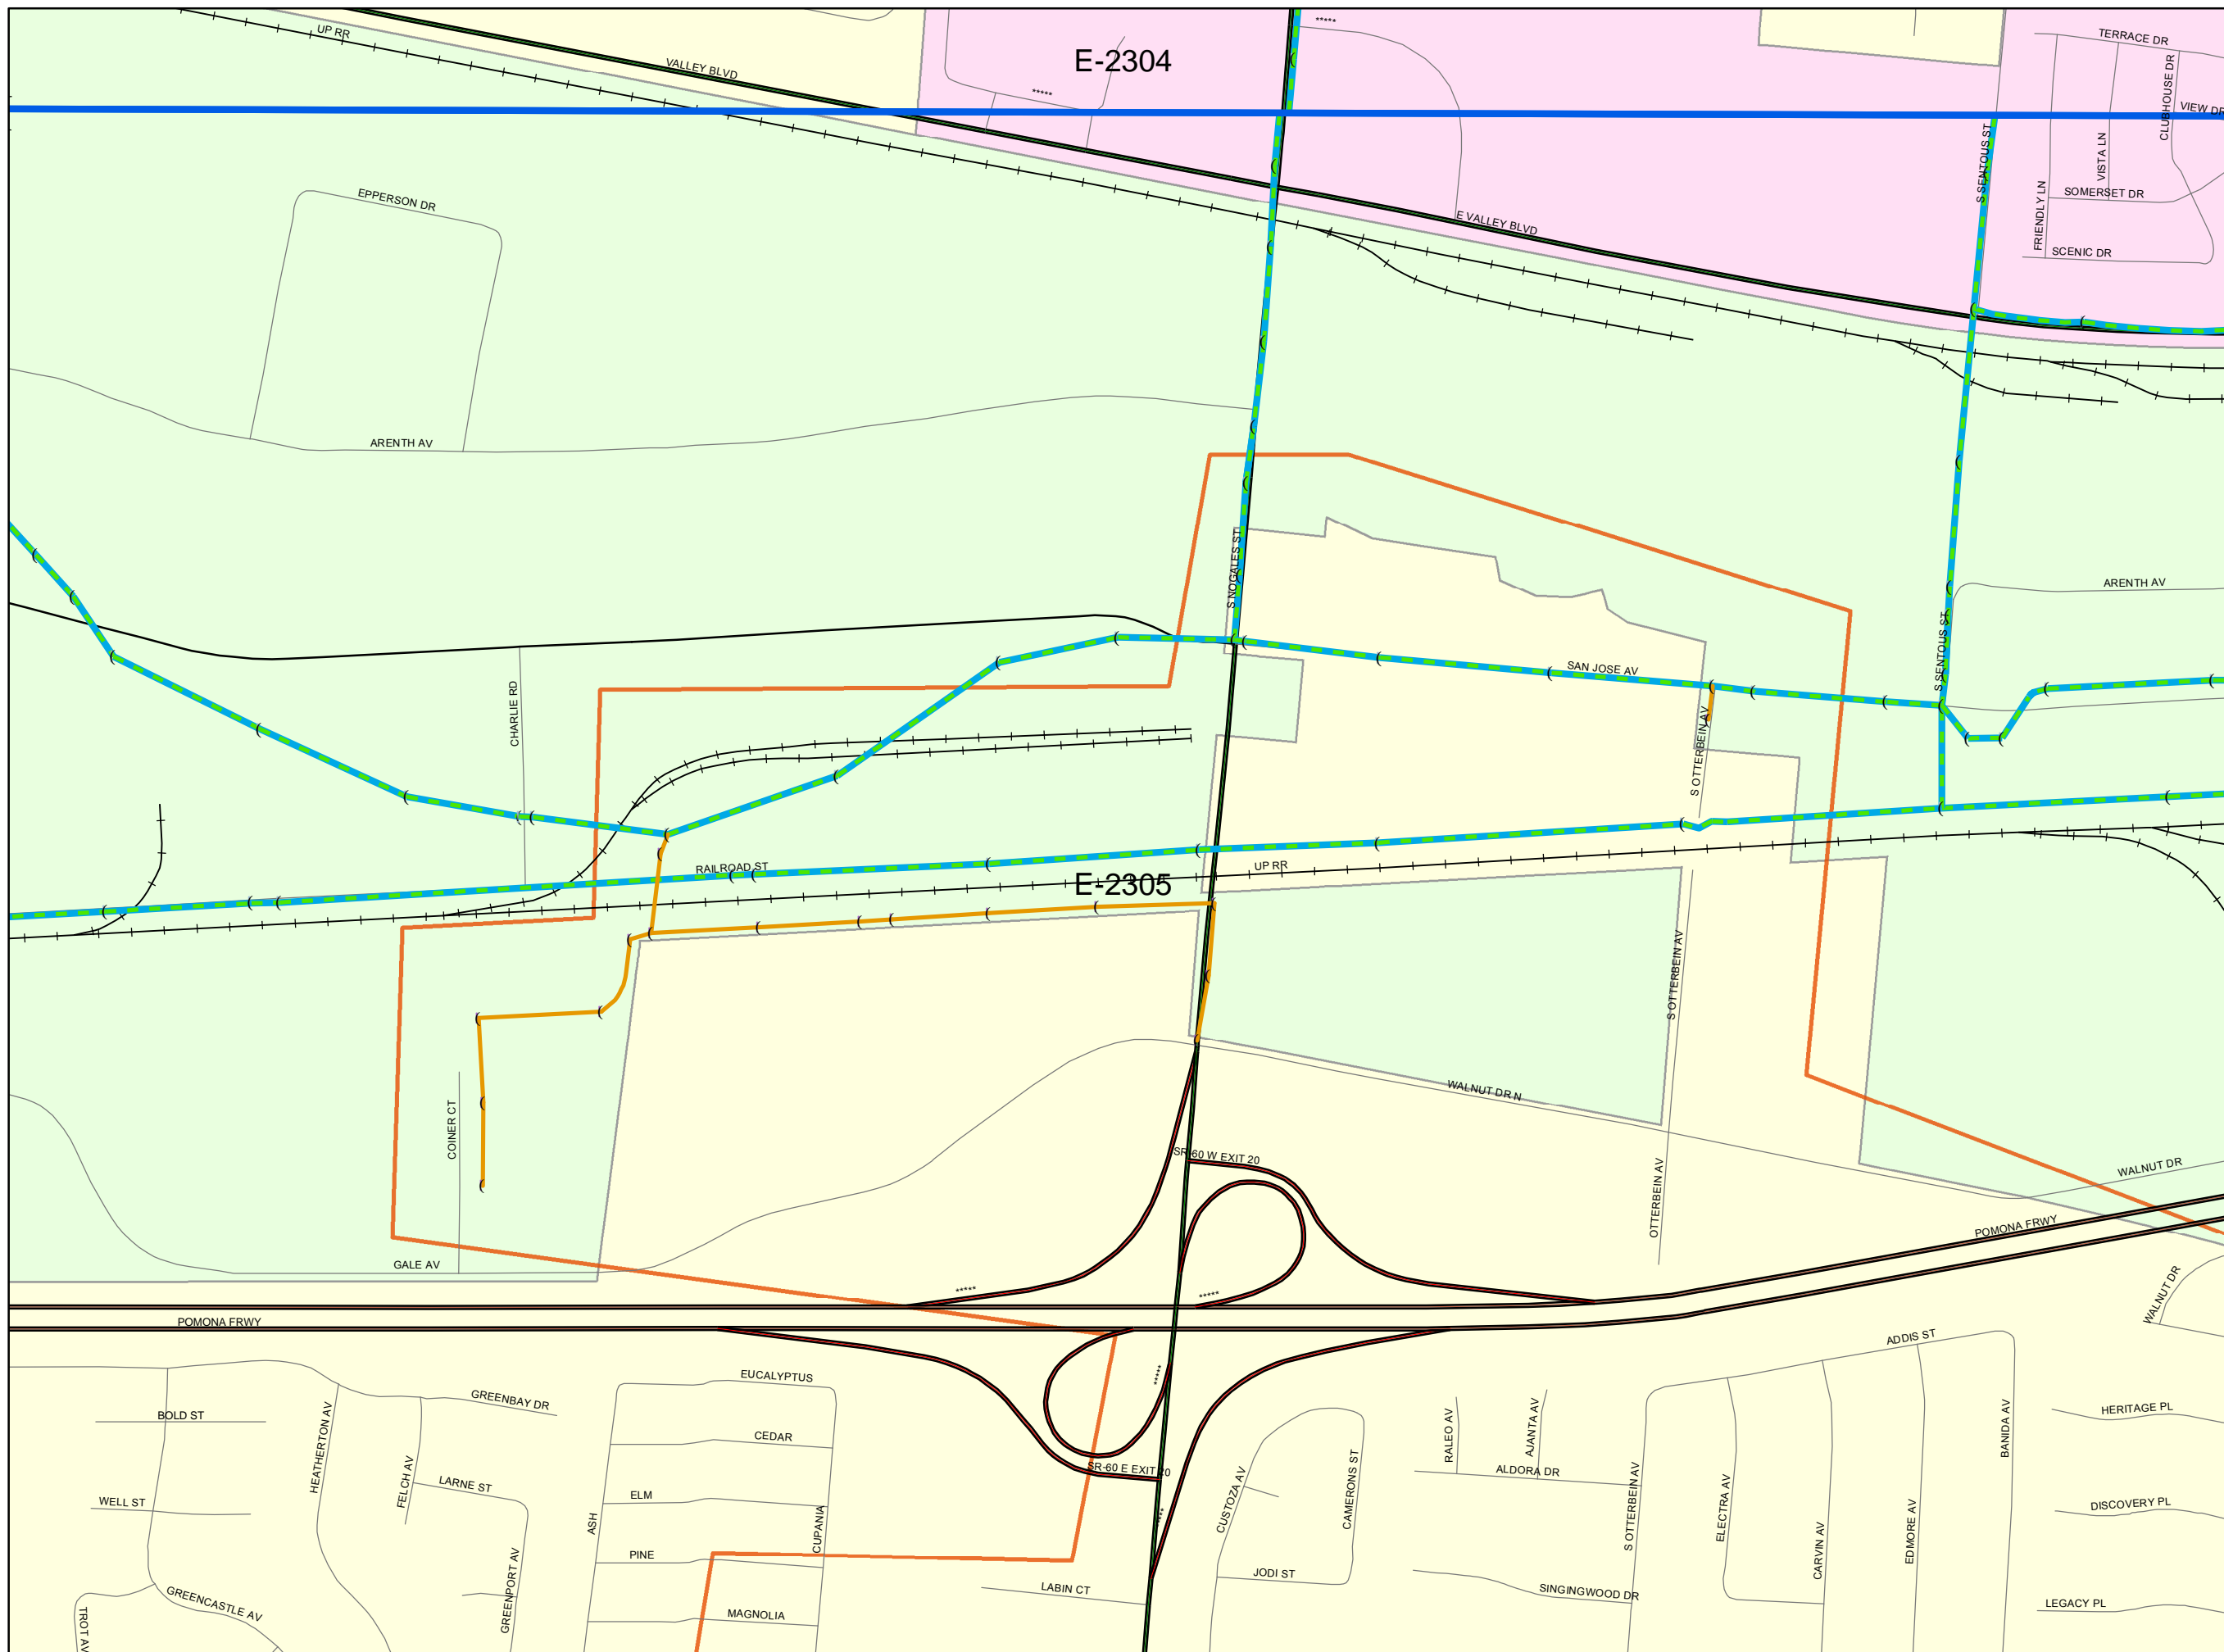 *****
UP RR
TERRACE DR
E-2304
VALLEY BLVD
CLUBHOUSE DR
*****
VIEW DR
S SENTOUS ST
VISTA LN
EPPERSON DR
SOMERSET DR
FRIENDLY LN
E VALLEY BLVD
SCENIC DR
ARENTH AV
S NOGALES ST
ARENTH AV
S SENTOUS ST
SAN JOSE AV
CHARLIE RD
S OTTERBEIN AV
RAILROAD ST
UP RR
E-2305
S OTTERBEIN AV
WALNUT DR N
COINER CT
SR-60 W EXIT 20
WALNUT DR
OTTERBEIN AV
POMONA FRWY
GALE AV
*****
*****
WALNUT DR
POMONA FRWY
ADDIS ST
*****
EUCALYPTUS
GREENBAY DR
BOLD ST
HERITAGE PL
HEATHERTON AV
CEDAR
RALEO AV
AJANTA AV
BANIDA AV
FELCH AV
LARNE ST
SR-60 E EXIT 20
ALDORA DR
CUSTOZA AV
CAMERONS ST
S OTTERBEIN AV
ELECTRA AV
WELL ST
ELM
DISCOVERY PL
ASH
CUPANIA
*****
EDMORE AV
CARVIN AV
PINE
GREENPORT AV
JODI ST
LABIN CT
SINGINGWOOD DR
GREENCASTLE AV
LEGACY PL
MAGNOLIA
TROT AV